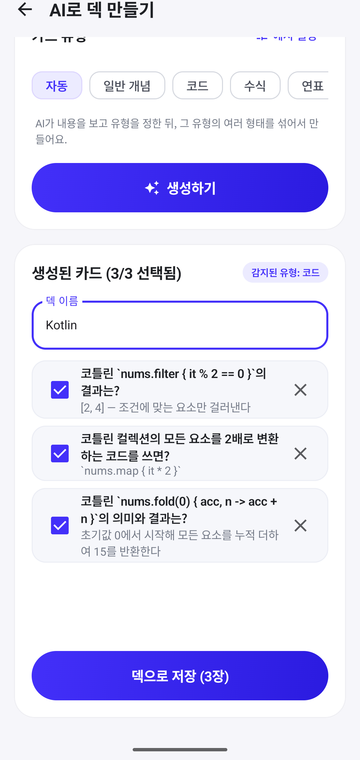 AI로 덱 만들기
자동
일반 개념
코드
수식
연표
AI가 내용을 보고 유형을 정한 뒤, 그 유형의 여러 형태를 섞어서 만
들어요.
생성하기
생성된 카드 (3/3 선택됨)
감지된 유형: 코드
덱 이름
Kotlin
코틀린 `nums.filter { it % 2 == 0 }`의
결과는?
[2, 4] — 조건에 맞는 요소만 걸러낸다
코틀린 컬렉션의 모든 요소를 2배로 변환
하는 코드를 쓰면?
`nums.map { it * 2 }`
코틀린 `nums.fold(0) { acc, n -> acc +
n }`의 의미와 결과는?
초기값 0에서 시작해 모든 요소를 누적 더하
여 15를 반환한다
덱으로 저장 (3장)